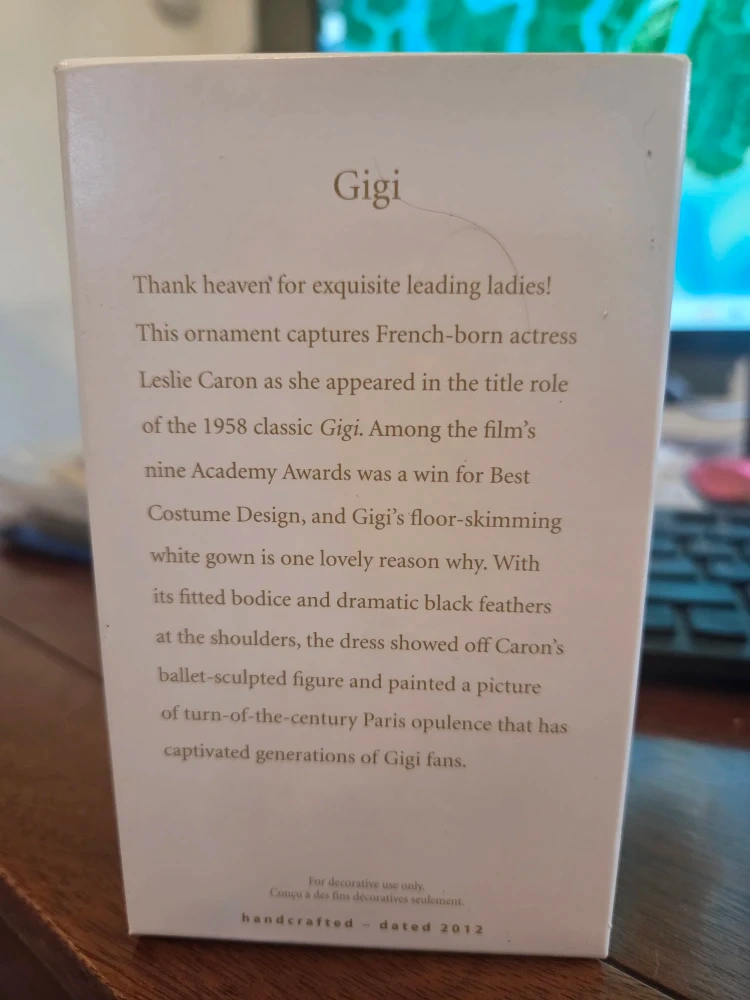 Gigi
Thank heaven for exquisite leading ladies!
This ornament captures French-born actress
Leslie Caron as she appeared in the title role
of the 1958 classic Gigi. Among the film’s
nine Academy Awards was a win for Best
Costume Design, and Gigi’s floor-skimming
white gown is one lovely reason why. With
its fitted bodice and dramatic black feathers
at the shoulders, the dress showed off Caron’s
ballet-sculpted figure and painted a picture
of turn-of-the-century Paris opulence that has
captivated generations of Gigi fans.
For decorative use only.
Conçu à des fins décoratives seulement.
handcrafted – dated 2012